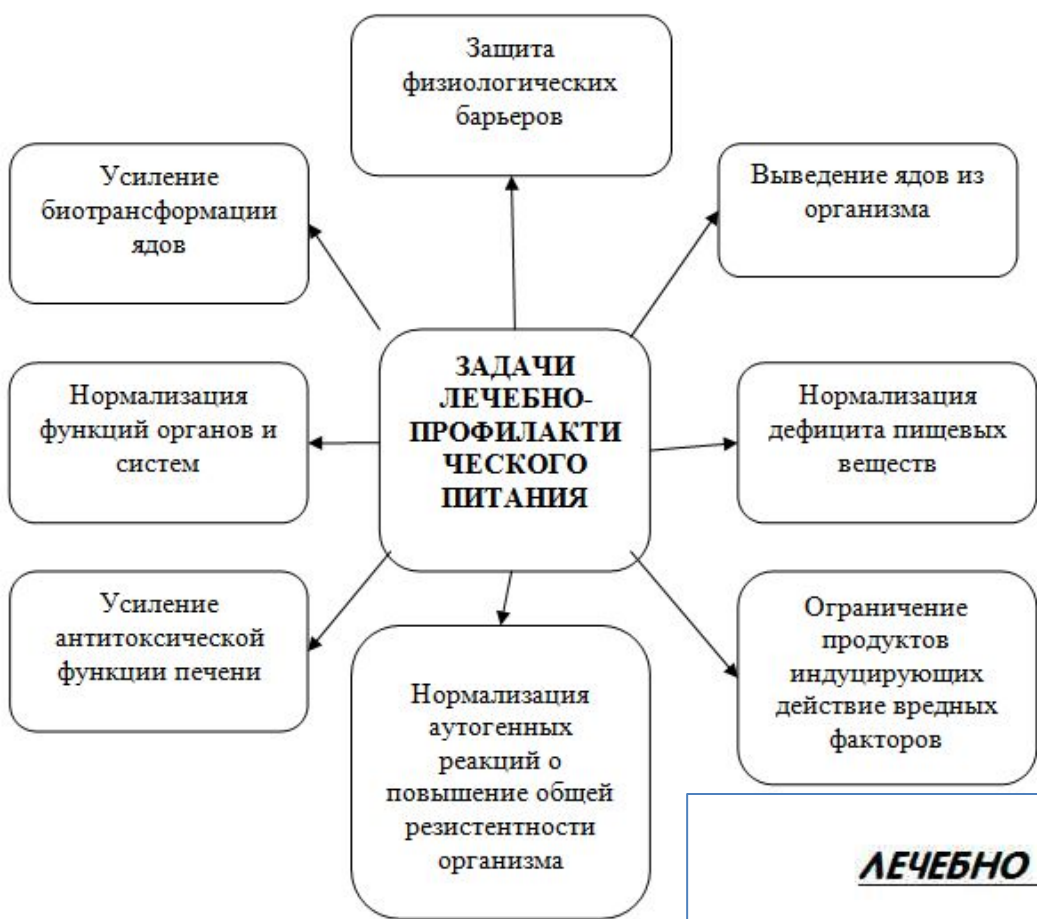 Защита
физиологических
барьеров
Усиление
биотрансформации
ядов
Выведение ядов из
организма
ЗАДАЧИ
ЛЕЧЕБНО-
ПРОФИЛАКТИ
ЧЕСКОГО
ПИТАНИЯ
Нормализация
функций органов и
систем
Нормализация
дефицита пищевых
веществ
Усиление
антитоксической
функции печени
Нормализация
аутогенных
реакций о
повышение общей
резистентности
организма
Ограничение
продуктов
индуцирующих
действие вредных
факторов
ЛЕЧЕБНО